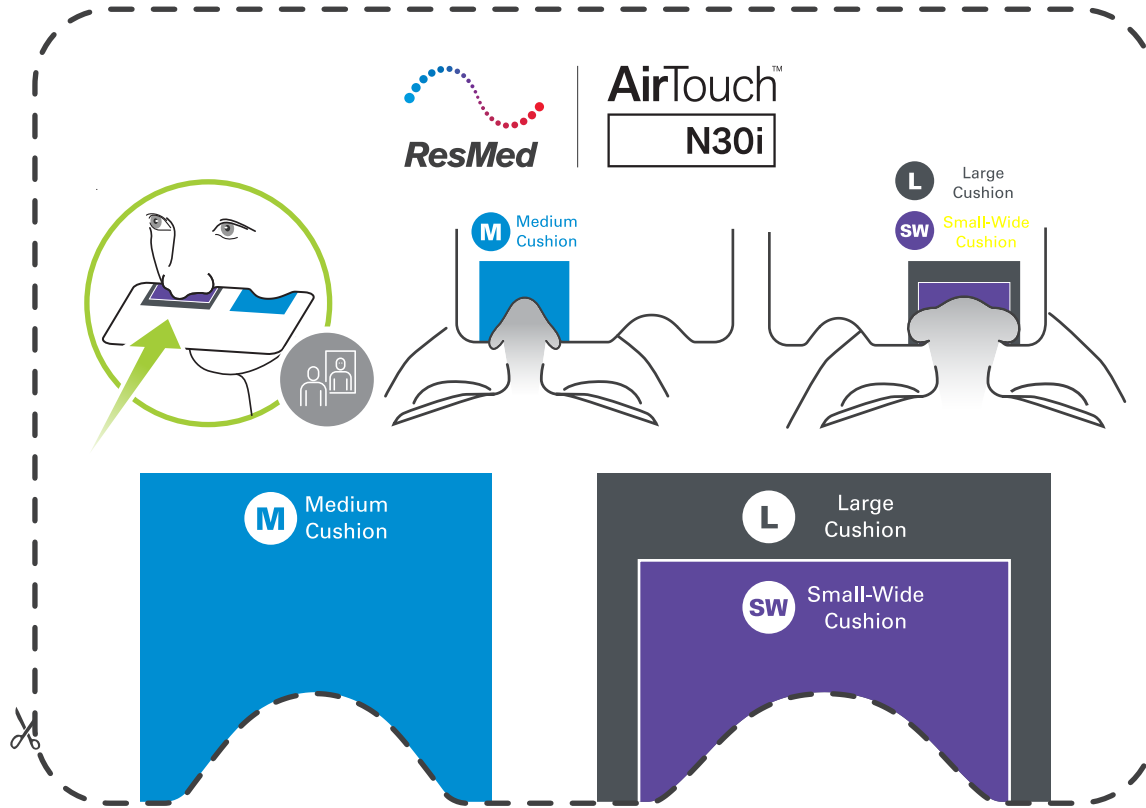 ResMed
AirTouch™
N30i
M
Medium
Cushion
L
Large
Cushion
SW
Small-Wide
Cushion
M
Medium
Cushion
L
Large
Cushion
SW
Small-Wide
Cushion